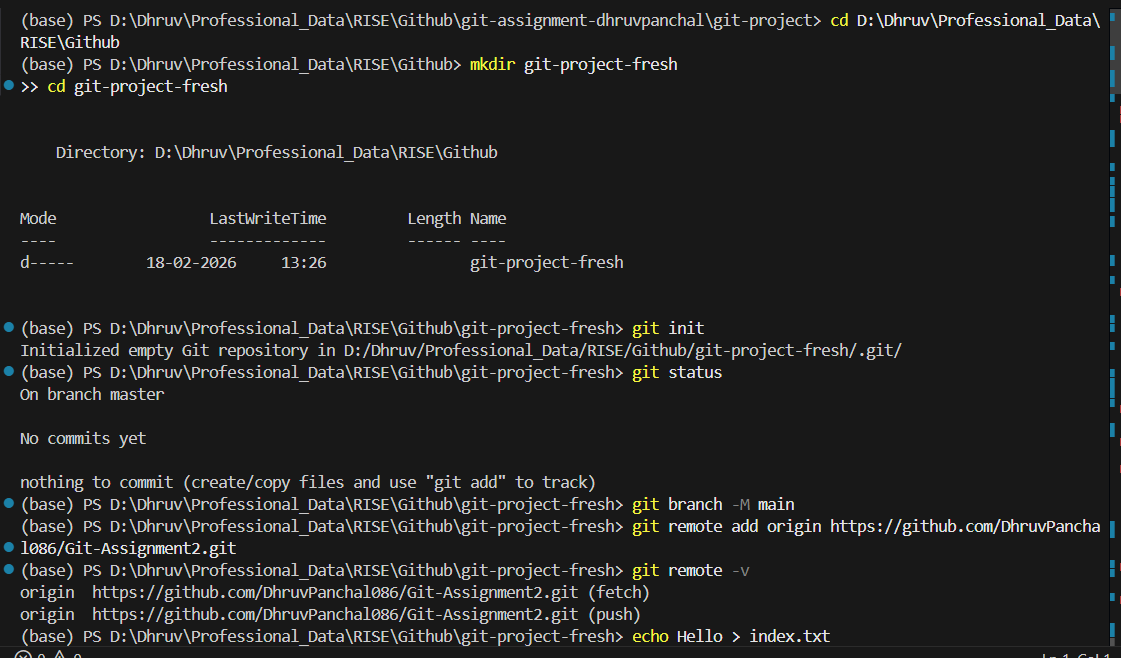 (base) PS D:\Dhruv\Professional_Data\RISE\Github\git-assignment-dhruvpanchal\git-project> cd D:\Dhruv\Professional_Data\
RISE\Github
(base) PS D:\Dhruv\Professional_Data\RISE\Github> mkdir git-project-fresh
>> cd git-project-fresh
Directory: D:\Dhruv\Professional_Data\RISE\Github
Mode LastWriteTime Length Name
---- ------------- ------ ----
d----- 18-02-2026 13:26 git-project-fresh
(base) PS D:\Dhruv\Professional_Data\RISE\Github\git-project-fresh> git init
Initialized empty Git repository in D:/Dhruv/Professional_Data/RISE/Github/git-project-fresh/.git/
(base) PS D:\Dhruv\Professional_Data\RISE\Github\git-project-fresh> git status
On branch master
No commits yet
nothing to commit (create/copy files and use "git add" to track)
(base) PS D:\Dhruv\Professional_Data\RISE\Github\git-project-fresh> git branch -M main
(base) PS D:\Dhruv\Professional_Data\RISE\Github\git-project-fresh> git remote add origin https://github.com/DhruvPancha
l086/Git-Assignment2.git
(base) PS D:\Dhruv\Professional_Data\RISE\Github\git-project-fresh> git remote -v
origin https://github.com/DhruvPanchal086/Git-Assignment2.git (fetch)
origin https://github.com/DhruvPanchal086/Git-Assignment2.git (push)
(base) PS D:\Dhruv\Professional_Data\RISE\Github\git-project-fresh> echo Hello > index.txt